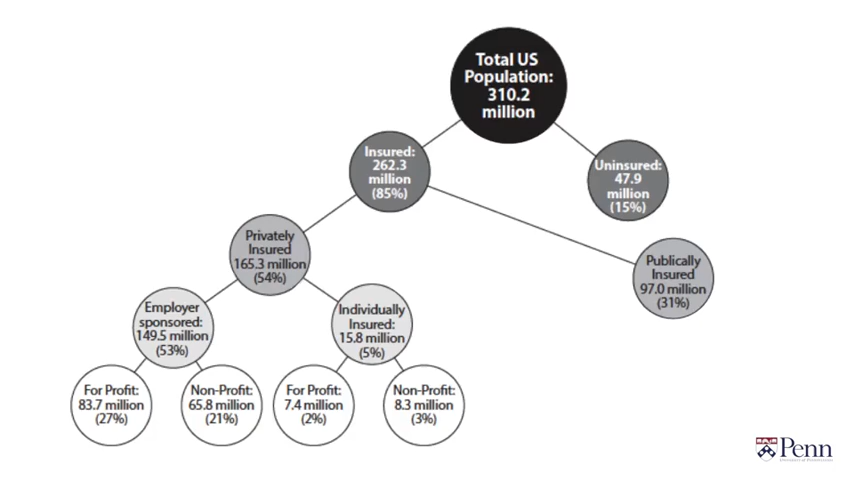 Total US
Population:
310.2
million
Insured:
262.3
million
(85%)
Uninsured:
47.9
million
(15%)
Privately
Insured
165.3 million
(54%)
Publically
Insured
97.0 million
(31%)
Employer
sponsored:
149.5 million
(53%)
Individually
Insured:
15.8 million
(5%)
For Profit:
83.7 million
(27%)
Non-Profit:
65.8 million
(21%)
For Profit:
7.4 million
(2%)
Non-Profit:
8.3 million
(3%)
Penn